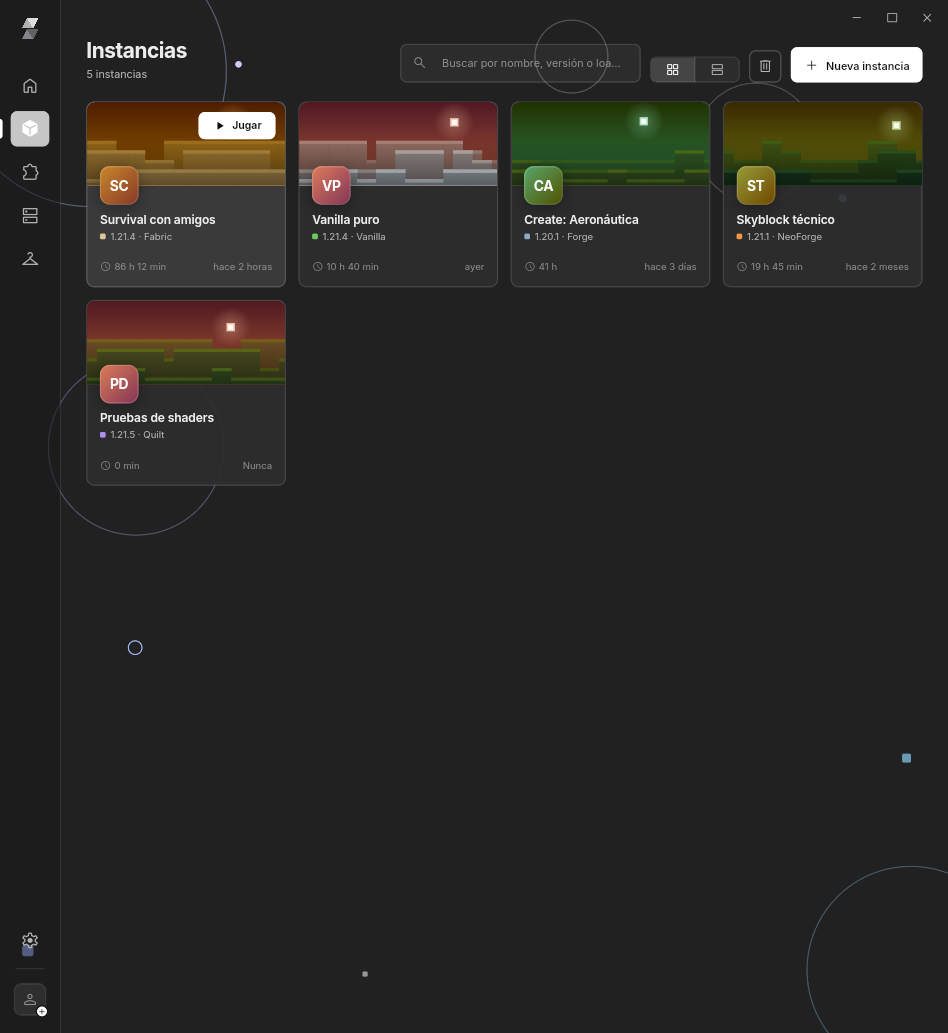 Instancias
5 instancias
Buscar por nombre, versión o loa...
Nueva instancia
Jugar
SC
Survival con amigos
1.21.4 · Fabric
86 h 12 min
hace 2 horas
VP
Vanilla puro
1.21.4 · Vanilla
10 h 40 min
ayer
CA
Create: Aeronáutica
1.20.1 · Forge
41 h
hace 3 días
ST
Skyblock técnico
1.21.1 · NeoForge
19 h 45 min
hace 2 meses
PD
Pruebas de shaders
1.21.5 · Quilt
0 min
Nunca